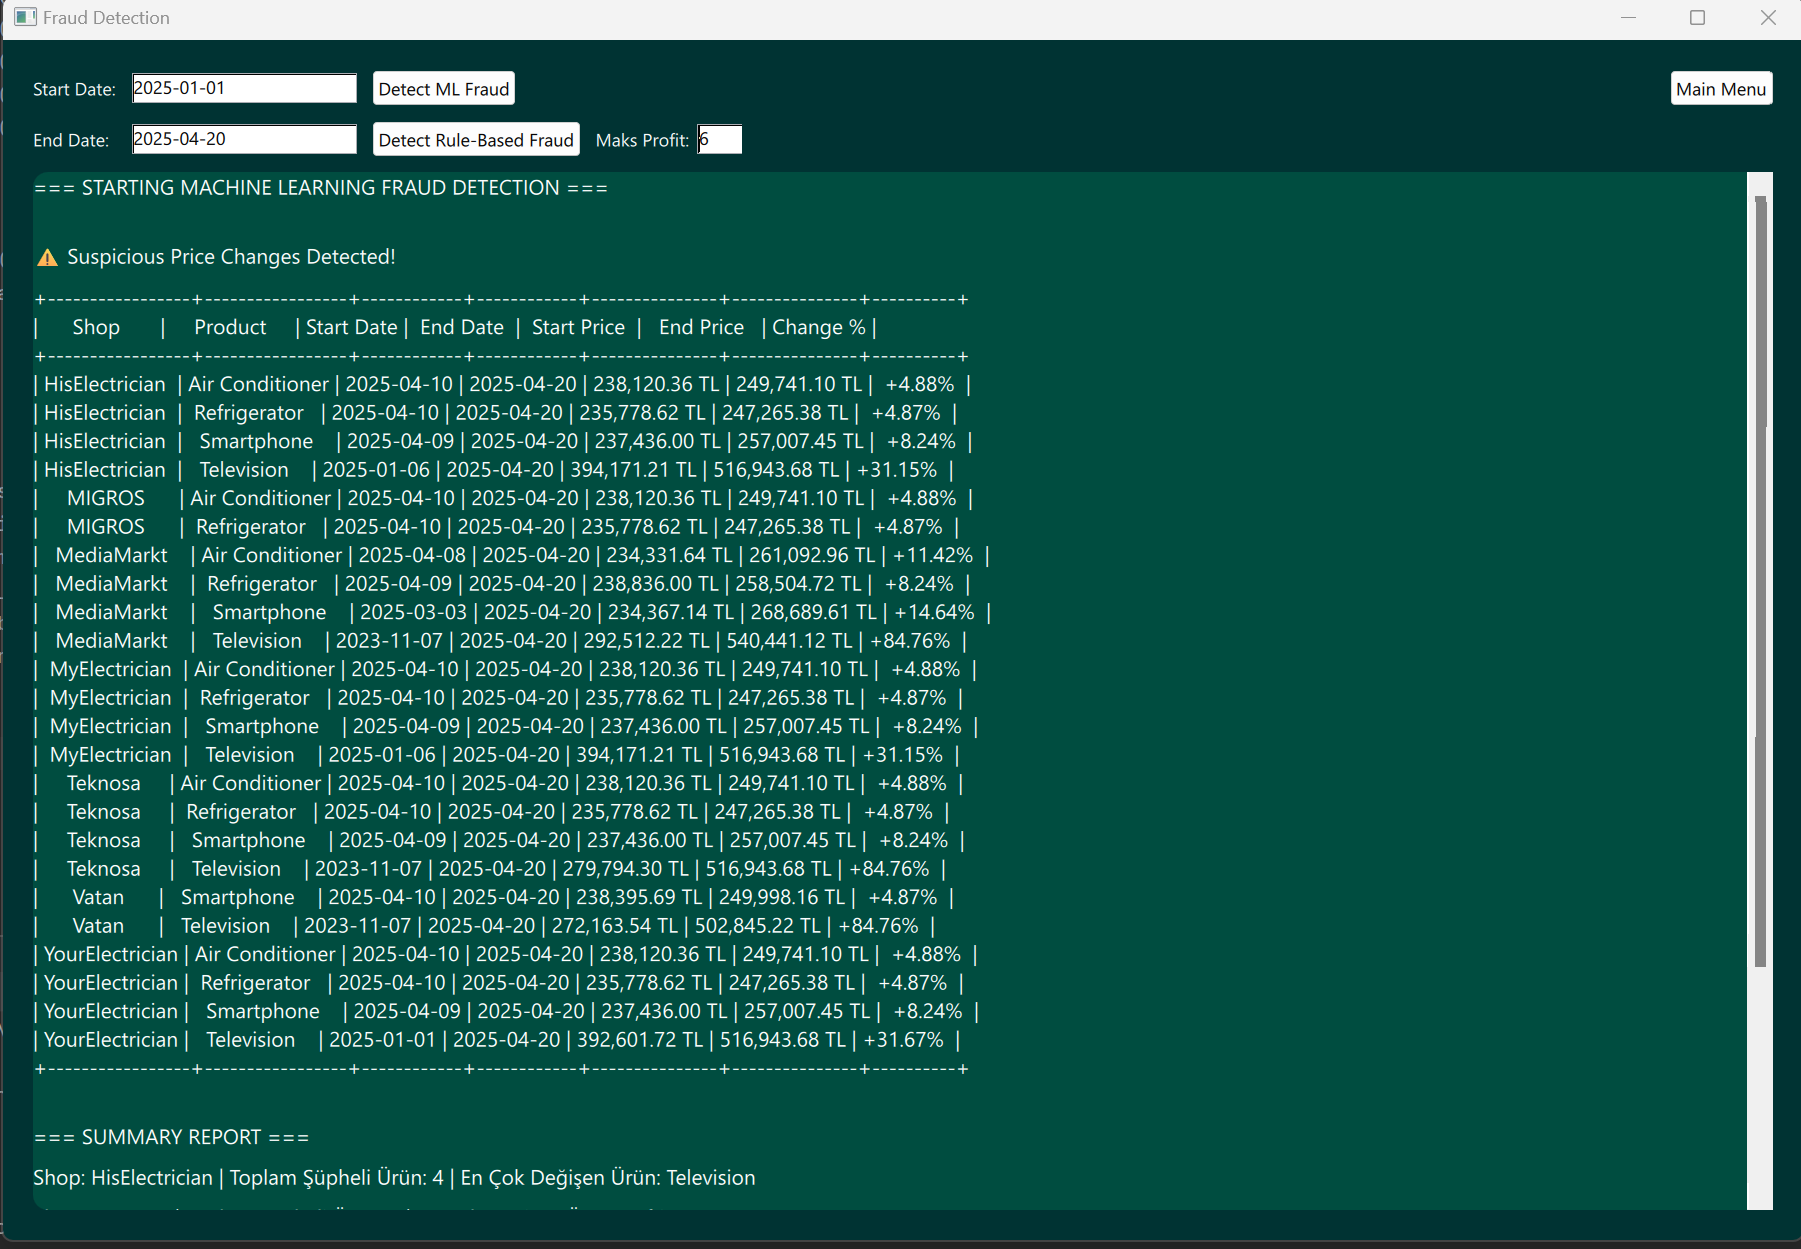 Fraud Detection
Start Date: 2025-01-01 Detect ML Fraud Main Menu
End Date: 2025-04-20 Detect Rule-Based Fraud Maks Profit: 6
=== STARTING MACHINE LEARNING FRAUD DETECTION ===
⚠ Suspicious Price Changes Detected!
+-----------------+-----------------+------------+------------+---------------+---------------+----------+
| Shop | Product | Start Date | End Date | Start Price | End Price | Change % |
+-----------------+-----------------+------------+------------+---------------+---------------+----------+
| HisElectrician | Air Conditioner | 2025-04-10 | 2025-04-20 | 238,120.36 TL | 249,741.10 TL | +4.88% |
| HisElectrician | Refrigerator | 2025-04-10 | 2025-04-20 | 235,778.62 TL | 247,265.38 TL | +4.87% |
| HisElectrician | Smartphone | 2025-04-09 | 2025-04-20 | 237,436.00 TL | 257,007.45 TL | +8.24% |
| HisElectrician | Television | 2025-01-06 | 2025-04-20 | 394,171.21 TL | 516,943.68 TL | +31.15% |
| MIGROS | Air Conditioner | 2025-04-10 | 2025-04-20 | 238,120.36 TL | 249,741.10 TL | +4.88% |
| MIGROS | Refrigerator | 2025-04-10 | 2025-04-20 | 235,778.62 TL | 247,265.38 TL | +4.87% |
| MediaMarkt | Air Conditioner | 2025-04-08 | 2025-04-20 | 234,331.64 TL | 261,092.96 TL | +11.42% |
| MediaMarkt | Refrigerator | 2025-04-09 | 2025-04-20 | 238,836.00 TL | 258,504.72 TL | +8.24% |
| MediaMarkt | Smartphone | 2025-03-03 | 2025-04-20 | 234,367.14 TL | 268,689.61 TL | +14.64% |
| MediaMarkt | Television | 2023-11-07 | 2025-04-20 | 292,512.22 TL | 540,441.12 TL | +84.76% |
| MyElectrician | Air Conditioner | 2025-04-10 | 2025-04-20 | 238,120.36 TL | 249,741.10 TL | +4.88% |
| MyElectrician | Refrigerator | 2025-04-10 | 2025-04-20 | 235,778.62 TL | 247,265.38 TL | +4.87% |
| MyElectrician | Smartphone | 2025-04-09 | 2025-04-20 | 237,436.00 TL | 257,007.45 TL | +8.24% |
| MyElectrician | Television | 2025-01-06 | 2025-04-20 | 394,171.21 TL | 516,943.68 TL | +31.15% |
| Teknosa | Air Conditioner | 2025-04-10 | 2025-04-20 | 238,120.36 TL | 249,741.10 TL | +4.88% |
| Teknosa | Refrigerator | 2025-04-10 | 2025-04-20 | 235,778.62 TL | 247,265.38 TL | +4.87% |
| Teknosa | Smartphone | 2025-04-09 | 2025-04-20 | 237,436.00 TL | 257,007.45 TL | +8.24% |
| Teknosa | Television | 2023-11-07 | 2025-04-20 | 279,794.30 TL | 516,943.68 TL | +84.76% |
| Vatan | Smartphone | 2025-04-10 | 2025-04-20 | 238,395.69 TL | 249,998.16 TL | +4.87% |
| Vatan | Television | 2023-11-07 | 2025-04-20 | 272,163.54 TL | 502,845.22 TL | +84.76% |
| YourElectrician | Air Conditioner | 2025-04-10 | 2025-04-20 | 238,120.36 TL | 249,741.10 TL | +4.88% |
| YourElectrician | Refrigerator | 2025-04-10 | 2025-04-20 | 235,778.62 TL | 247,265.38 TL | +4.87% |
| YourElectrician | Smartphone | 2025-04-09 | 2025-04-20 | 237,436.00 TL | 257,007.45 TL | +8.24% |
| YourElectrician | Television | 2025-01-01 | 2025-04-20 | 392,601.72 TL | 516,943.68 TL | +31.67% |
+-----------------+-----------------+------------+------------+---------------+---------------+----------+
=== SUMMARY REPORT ===
Shop: HisElectrician | Toplam Şüpheli Ürün: 4 | En Çok Değişen Ürün: Television